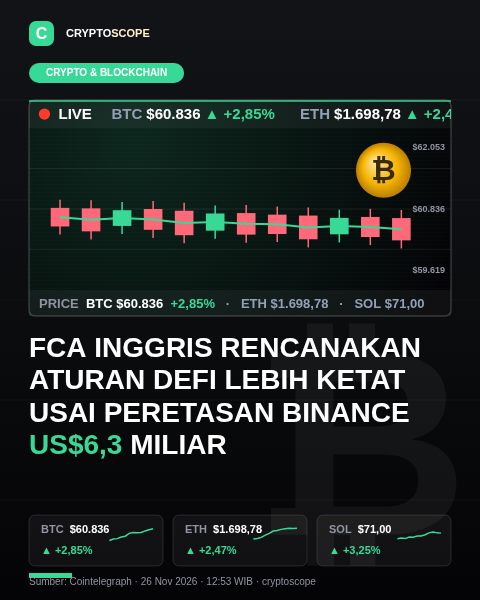 C CRYPTOSCOPE
CRYPTO & BLOCKCHAIN
LIVE BTC $60.836 ▲ +2,85% ETH $1.698,78 ▲ +2,4
$62.053
$60.836
$59.619
PRICE BTC $60.836 +2,85% · ETH $1.698,78 · SOL $71,00
FCA INGGRIS RENCANAKAN
ATURAN DEFI LEBIH KETAT
USAI PERETASAN BINANCE
US$6,3 MILIAR
BTC $60.836 ETH $1.698,78 SOL $71,00
▲ +2,85% ▲ +2,47% ▲ +3,25%
Sumber: Cointelegraph · 26 Nov 2026 · 12:53 WIB · cryptoscope